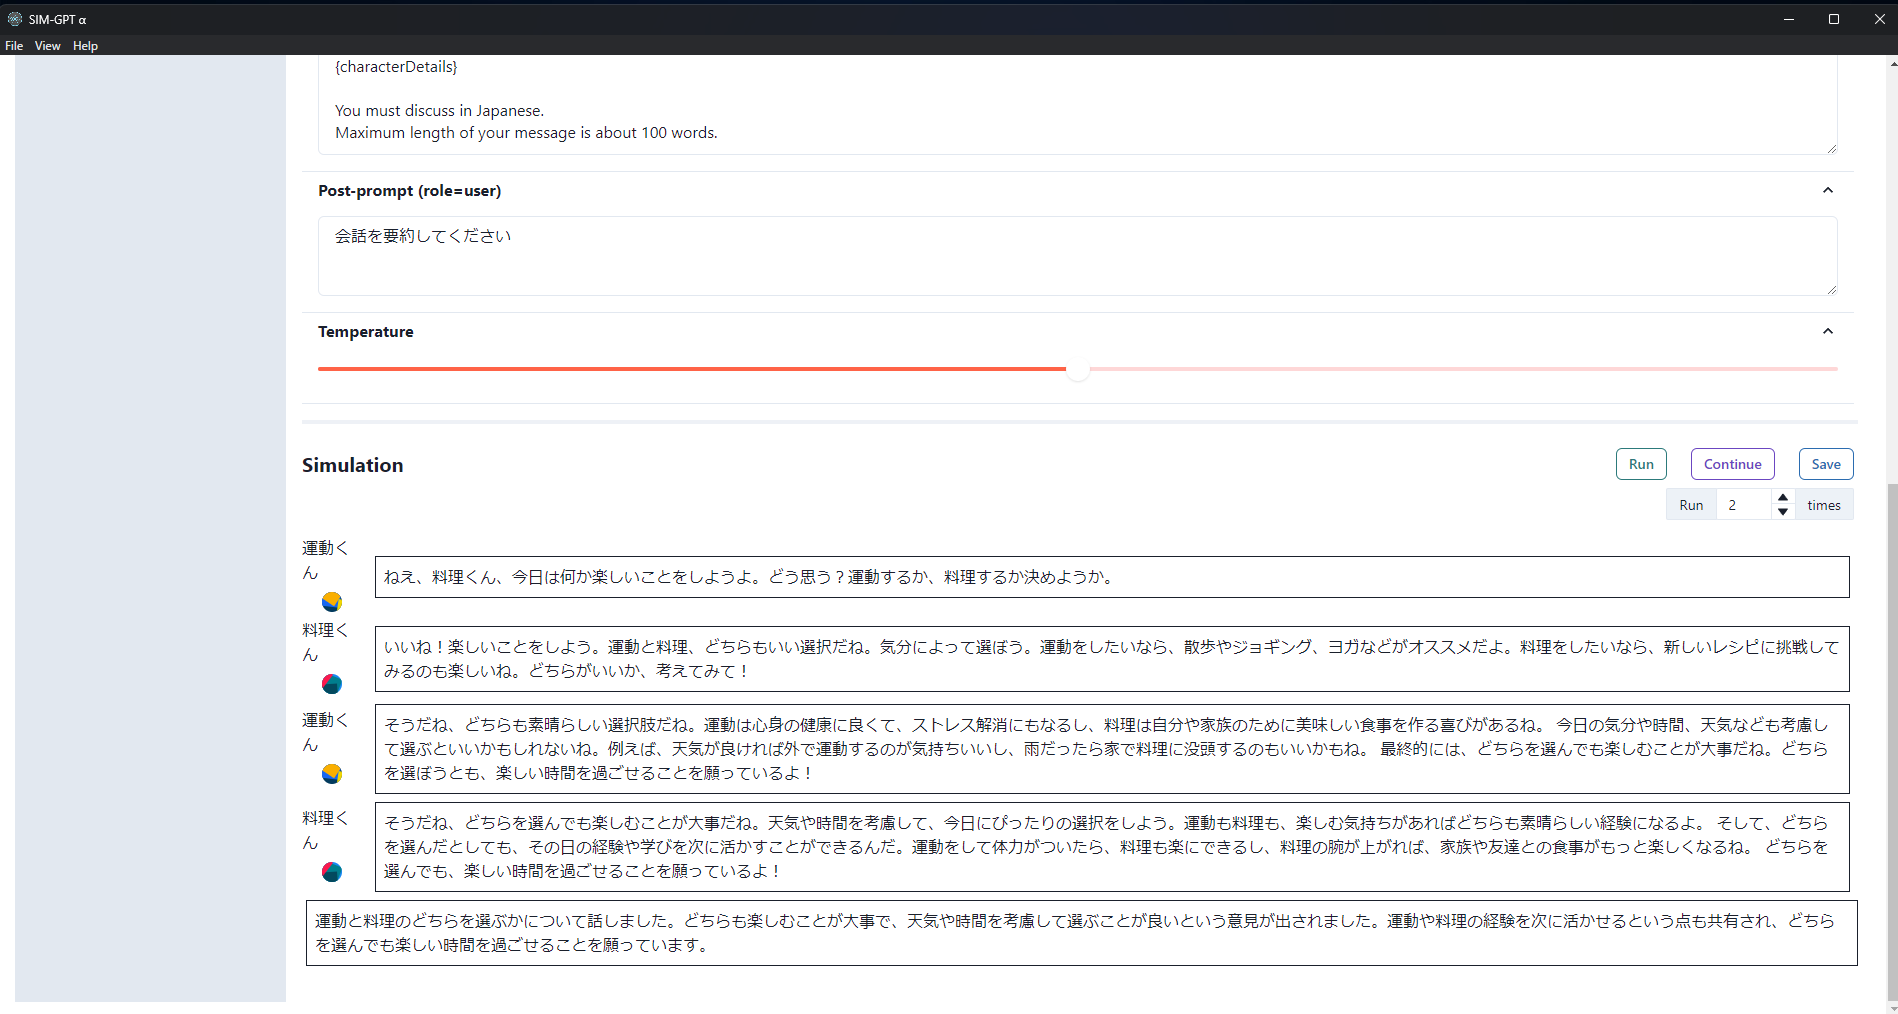 SIM-GPT α
File View Help
{characterDetails}
You must discuss in Japanese.
Maximum length of your message is about 100 words.
Post-prompt (role=user)
会話を要約してください
Temperature
Simulation
Run Continue Save
Run 2 times
運動く
ん
ねえ、料理くん、今日は何か楽しいことをしようよ。どう思う？運動するか、料理するか決めようか。
料理く
ん
いいね！楽しいことをしよう。運動と料理、どちらもいい選択だね。気分によって選ぼう。運動をしたいなら、散歩やジョギング、ヨガなどがオススメだよ。料理をしたいなら、新しいレシピに挑戦して
みるのも楽しいね。どちらがいいか、考えてみて！
運動く
ん
そうだね、どちらも素晴らしい選択肢だね。運動は心身の健康に良くて、ストレス解消にもなるし、料理は自分や家族のために美味しい食事を作る喜びがあるね。 今日の気分や時間、天気なども考慮し
て選ぶといいかもしれないね。例えば、天気が良ければ外で運動するのが気持ちいいし、雨だったら家で料理に没頭するのもいいかもね。 最終的には、どちらを選んでも楽しむことが大事だね。どちら
を選ぼうとも、楽しい時間を過ごせることを願っているよ！
料理く
ん
そうだね、どちらを選んでも楽しむことが大事だね。天気や時間を考慮して、今日にぴったりの選択をしよう。運動も料理も、楽しむ気持ちがあればどちらも素晴らしい経験になるよ。 そして、どちら
を選んだとしても、その日の経験や学びを次に活かすことができるんだ。運動をして体力がついたら、料理も楽にできるし、料理の腕が上がれば、家族や友達との食事がもっと楽しくなるね。 どちらを
選んでも、楽しい時間を過ごせることを願っているよ！
運動と料理のどちらを選ぶかについて話しました。どちらも楽しむことが大事で、天気や時間を考慮して選ぶことが良いという意見が出されました。運動や料理の経験を次に活かせるという点も共有され、どちら
を選んでも楽しい時間を過ごせることを願っています。